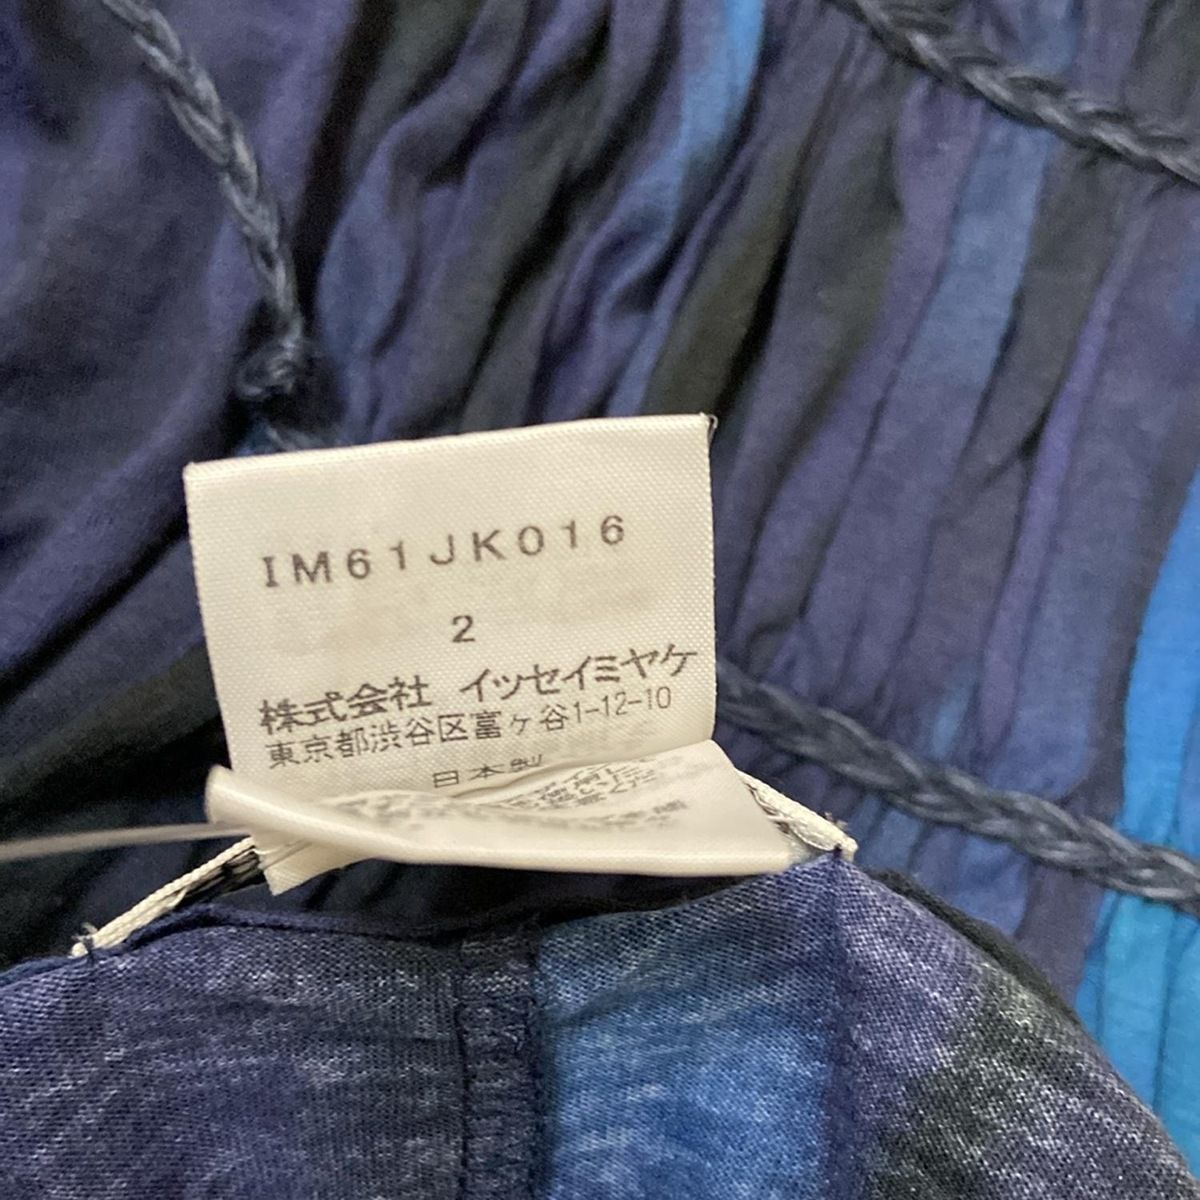 IM61JK016
2
株式会社 イッセイミヤケ
東京都渋谷区富ヶ谷1-12-10
日本製